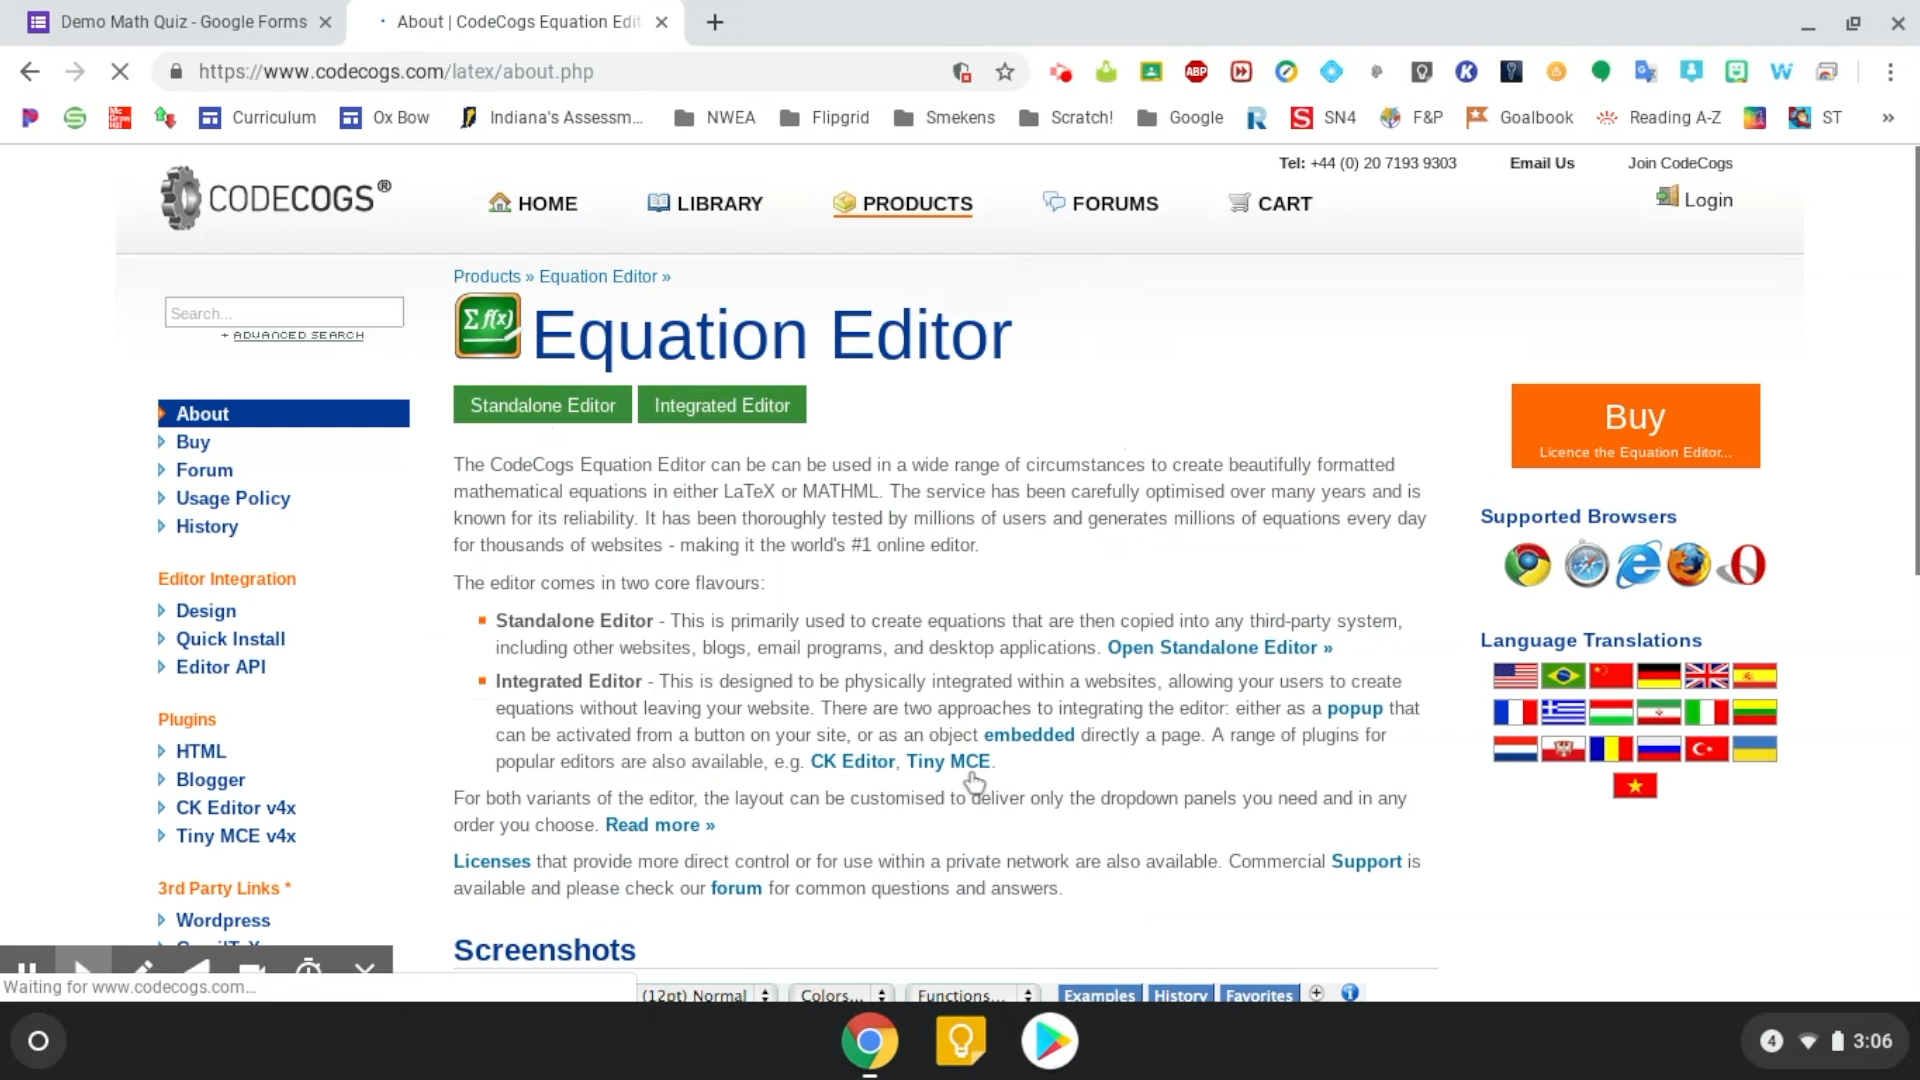 Demo Math Quiz - Google Forms
About | CodeCogs Equation Edit
https://www.codecogs.com/latex/about.php
Curriculum
Ox Bow
Indiana's Assessm...
NWEA
Flipgrid
Smekens
Scratch!
Google
SN4
F&P
Goalbook
Reading A-Z
ST
»
Tel: +44 (0) 20 7193 9303
Email Us
Join CodeCogs
CODECOGS®
HOME
LIBRARY
PRODUCTS
FORUMS
CART
Login
Products » Equation Editor »
Search...
+ ADVANCED SEARCH
Σ f(x)
Equation Editor
Standalone Editor
Integrated Editor
About
Buy
Forum
Usage Policy
History
Editor Integration
Design
Quick Install
Editor API
Plugins
HTML
Blogger
CK Editor v4x
Tiny MCE v4x
3rd Party Links *
Wordpress
The CodeCogs Equation Editor can be can be used in a wide range of circumstances to create beautifully formatted
mathematical equations in either LaTeX or MATHML. The service has been carefully optimised over many years and is
known for its reliability. It has been thoroughly tested by millions of users and generates millions of equations every day
for thousands of websites - making it the world's #1 online editor.
The editor comes in two core flavours:
Standalone Editor - This is primarily used to create equations that are then copied into any third-party system,
including other websites, blogs, email programs, and desktop applications. Open Standalone Editor »
Integrated Editor - This is designed to be physically integrated within a websites, allowing your users to create
equations without leaving your website. There are two approaches to integrating the editor: either as a popup that
can be activated from a button on your site, or as an object embedded directly a page. A range of plugins for
popular editors are also available, e.g. CK Editor, Tiny MCE.
For both variants of the editor, the layout can be customised to deliver only the dropdown panels you need and in any
order you choose. Read more »
Licenses that provide more direct control or for use within a private network are also available. Commercial Support is
available and please check our forum for common questions and answers.
Screenshots
(12pt) Normal
Colors...
Functions...
Examples
History
Favorites
Buy
Licence the Equation Editor...
Supported Browsers
Language Translations
Waiting for www.codecogs.com...
4
3:06